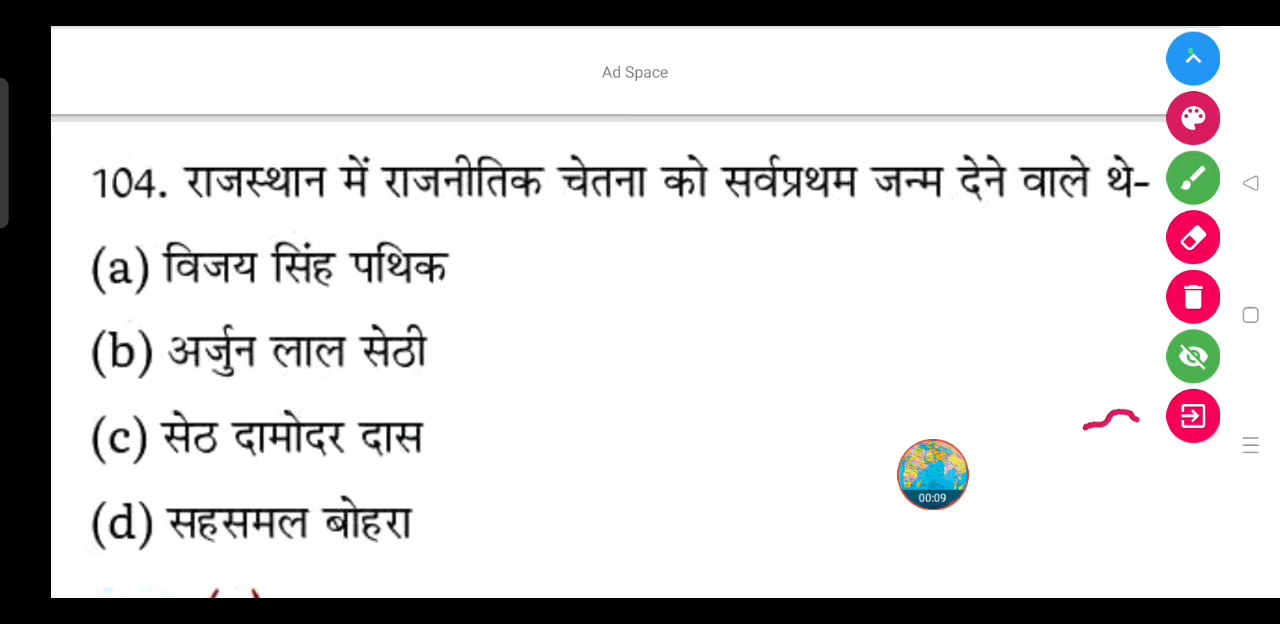 Ad Space
104. राजस्थान में राजनीतिक चेतना को सर्वप्रथम जन्म देने वाले थे-
(a) विजय सिंह पथिक
(b) अर्जुन लाल सेठी
(c) सेठ दामोदर दास
(d) सहसमल बोहरा
00:09